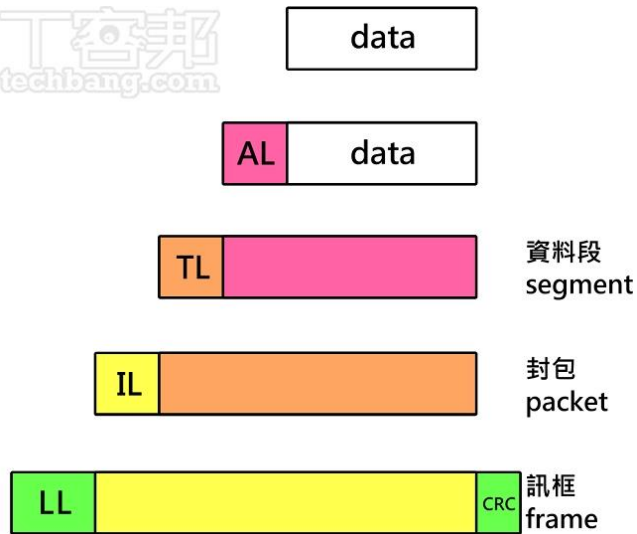 T客邦
techbang.com
data
AL data
TL
資料段
segment
IL
封包
packet
LL
CRC
訊框
frame